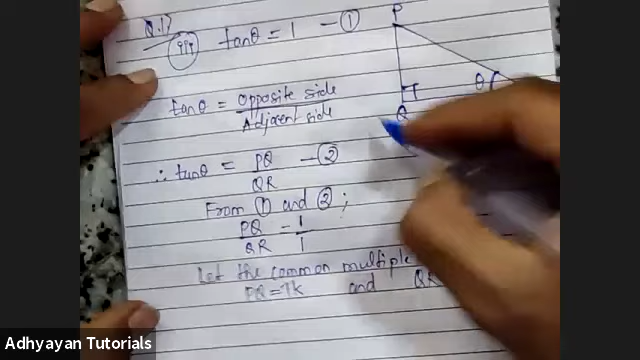 Q.1)
999 tanθ = 1 — ①
P
θ
Q
tanθ = Opposite side
Adjacent side
∴ tanθ = PQ — ②
QR
From ① and ② ;
PQ = 1
QR 1
Let the common multiple
PQ = 1k and QR
Adhyayan Tutorials